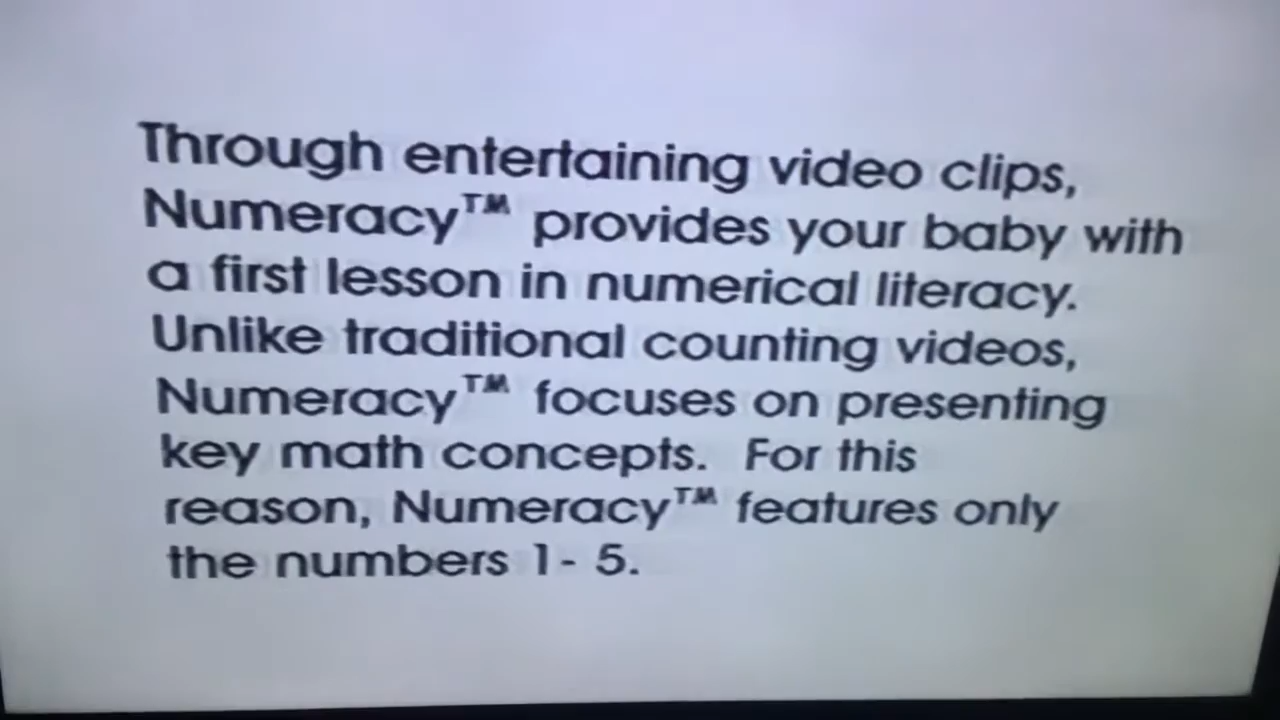 Through entertaining video clips,
Numeracy™ provides your baby with
a first lesson in numerical literacy.
Unlike traditional counting videos,
Numeracy™ focuses on presenting
key math concepts.  For this
reason, Numeracy™ features only
the numbers 1- 5.